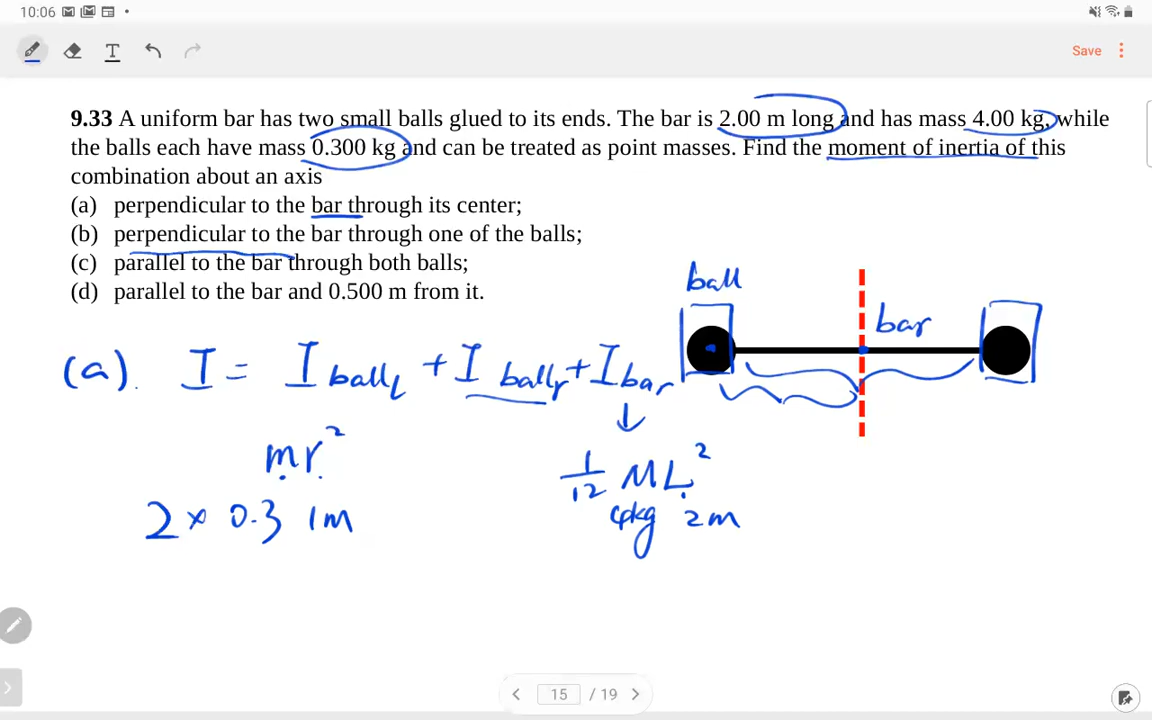 10:06
Save
9.33 A uniform bar has two small balls glued to its ends. The bar is 2.00 m long and has mass 4.00 kg, while
the balls each have mass 0.300 kg and can be treated as point masses. Find the moment of inertia of this
combination about an axis
(a) perpendicular to the bar through its center;
(b) perpendicular to the bar through one of the balls;
(c) parallel to the bar through both balls;
(d) parallel to the bar and 0.500 m from it.
ball
bar
(a). I = I ball l + I ball r + I bar
mr²
1/12 ML²
2 × 0.3 1m
4kg 2m
15 / 19